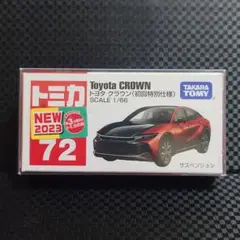 トミカ
Toyota CROWN
トヨタ クラウン(初回特別仕様)
SCALE 1/66
TAKARA
TOMY
NEW
2023
72
サスペンション